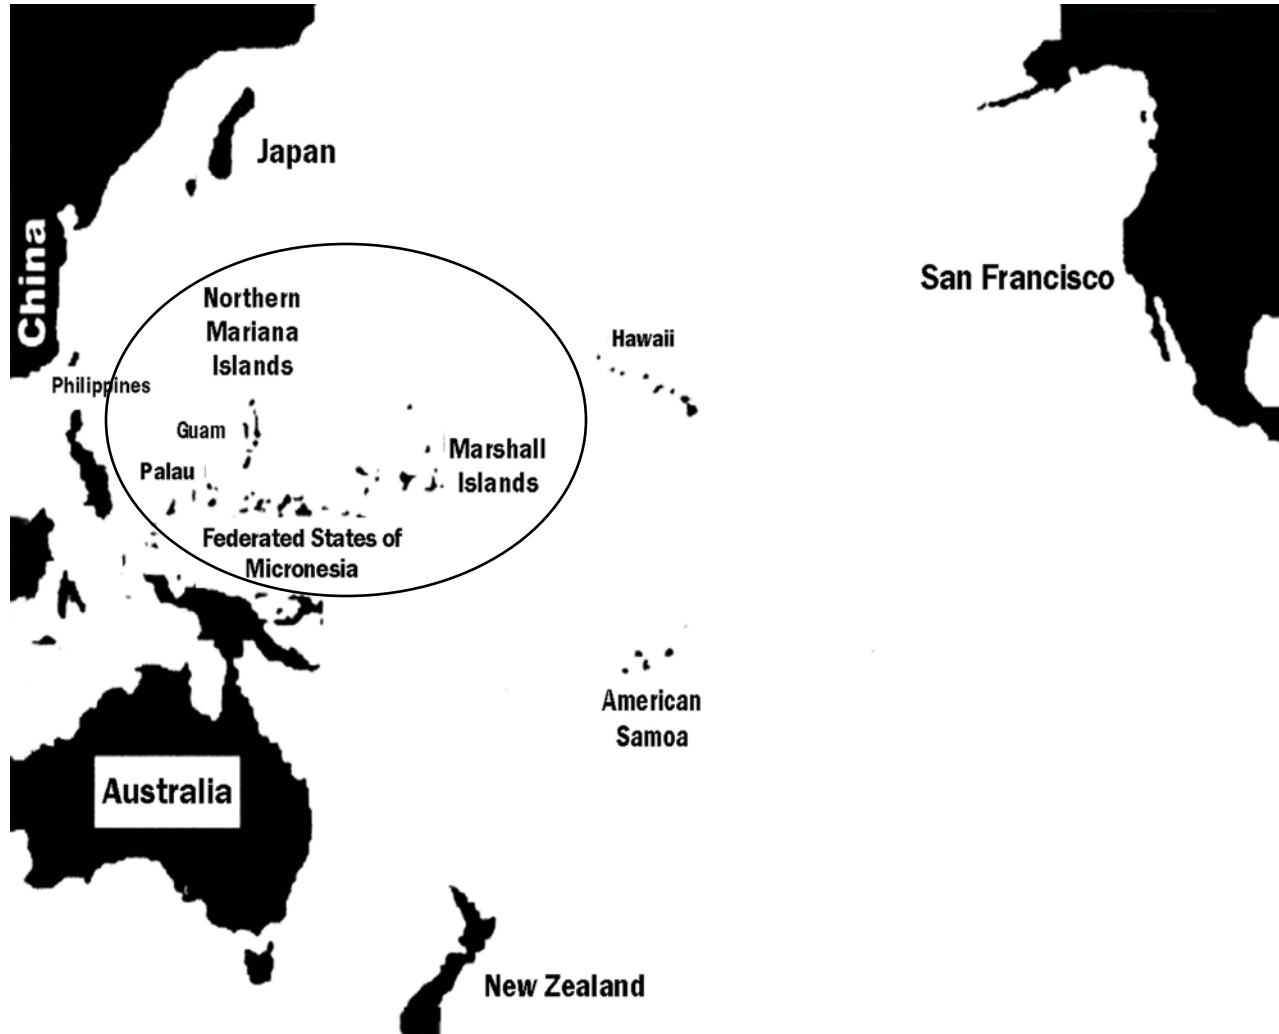 Japan
China
San Francisco
Northern
Mariana
Islands
Hawaii
Philippines
Guam
Marshall
Islands
Palau
Federated States of
Micronesia
American
Samoa
Australia
New Zealand